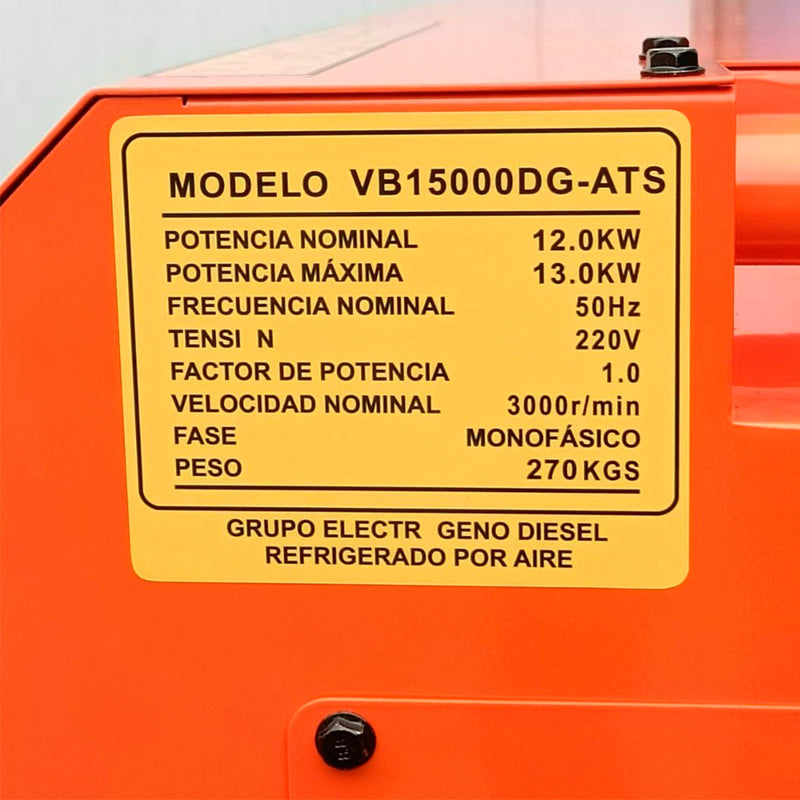 MODELO VB15000DG-ATS
POTENCIA NOMINAL 12.0KW
POTENCIA MÁXIMA 13.0KW
FRECUENCIA NOMINAL 50Hz
TENSI N 220V
FACTOR DE POTENCIA 1.0
VELOCIDAD NOMINAL 3000r/min
FASE MONOFÁSICO
PESO 270KGS
GRUPO ELECTR GENO DIESEL
REFRIGERADO POR AIRE